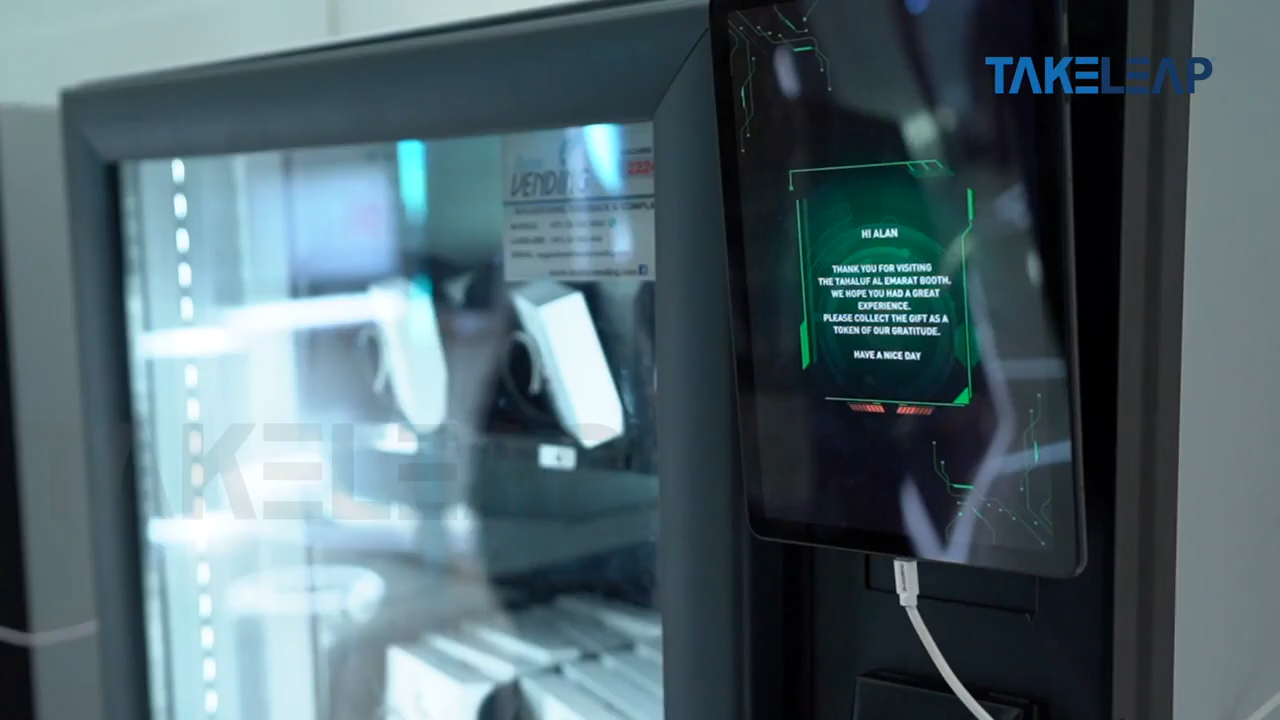 TAKELEAP
VENDING
HI ALAN
THANK YOU FOR VISITING
THE TAHALUF AL EMARAT BOOTH.
WE HOPE YOU HAD A GREAT
EXPERIENCE.
PLEASE COLLECT THE GIFT AS A
TOKEN OF OUR GRATITUDE.
HAVE A NICE DAY
TAKELE